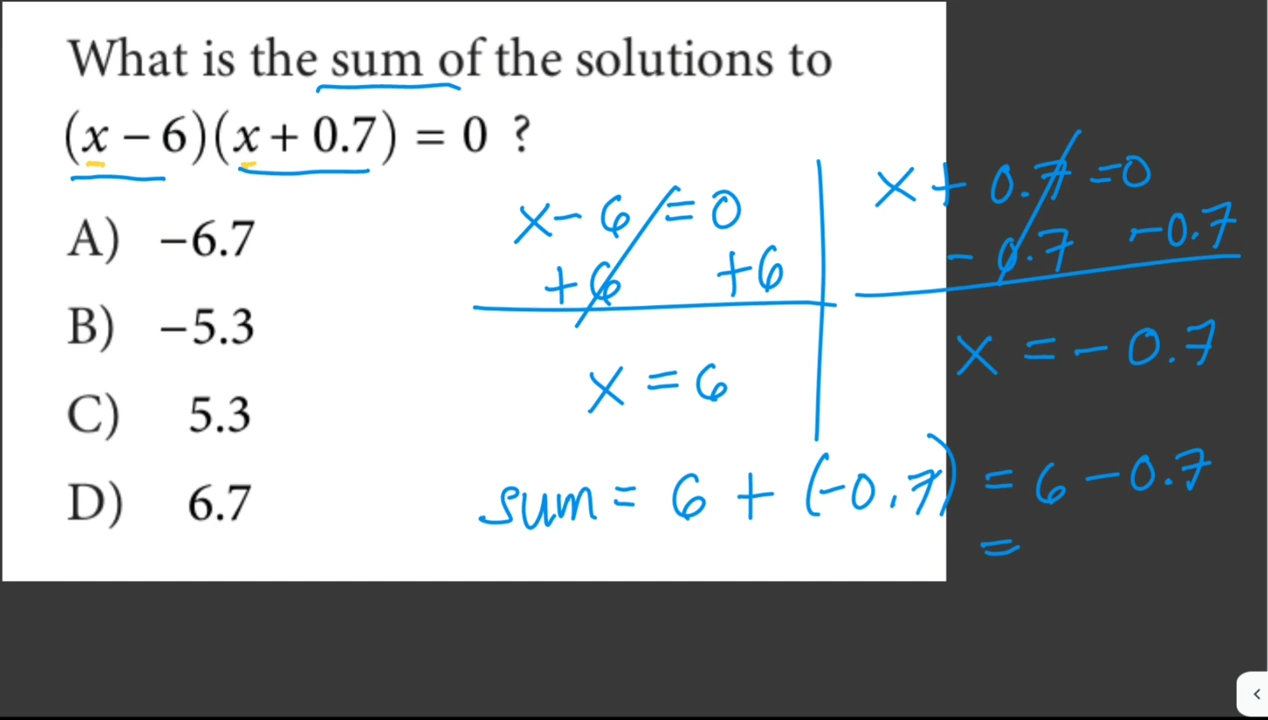 What is the sum of the solutions to
(x − 6)(x + 0.7) = 0 ?
A) −6.7
B) −5.3
C) 5.3
D) 6.7
x − 6 = 0
+6 +6
x = 6
x + 0.7 = 0
− 0.7 −0.7
x = − 0.7
sum = 6 + (−0.7) = 6 − 0.7
=